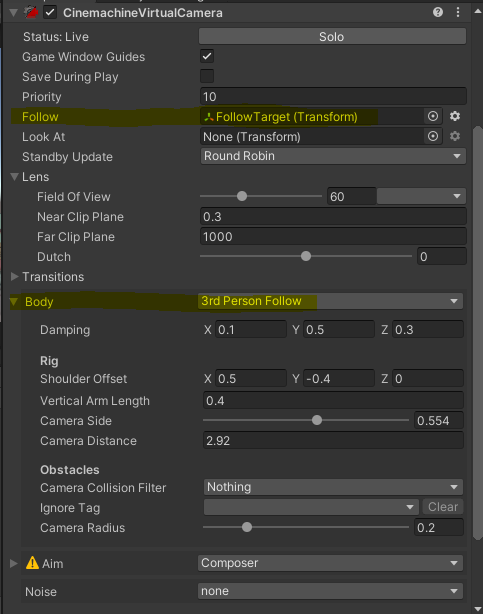 CinemachineVirtualCamera
Status: Live Solo
Game Window Guides
Save During Play
Priority 10
Follow FollowTarget (Transform)
Look At None (Transform)
Standby Update Round Robin
Lens
Field Of View 60
Near Clip Plane 0.3
Far Clip Plane 1000
Dutch 0
Transitions
Body 3rd Person Follow
Damping X 0.1 Y 0.5 Z 0.3
Rig
Shoulder Offset X 0.5 Y -0.4 Z 0
Vertical Arm Length 0.4
Camera Side 0.554
Camera Distance 2.92
Obstacles
Camera Collision Filter Nothing
Ignore Tag Clear
Camera Radius 0.2
Aim Composer
Noise none